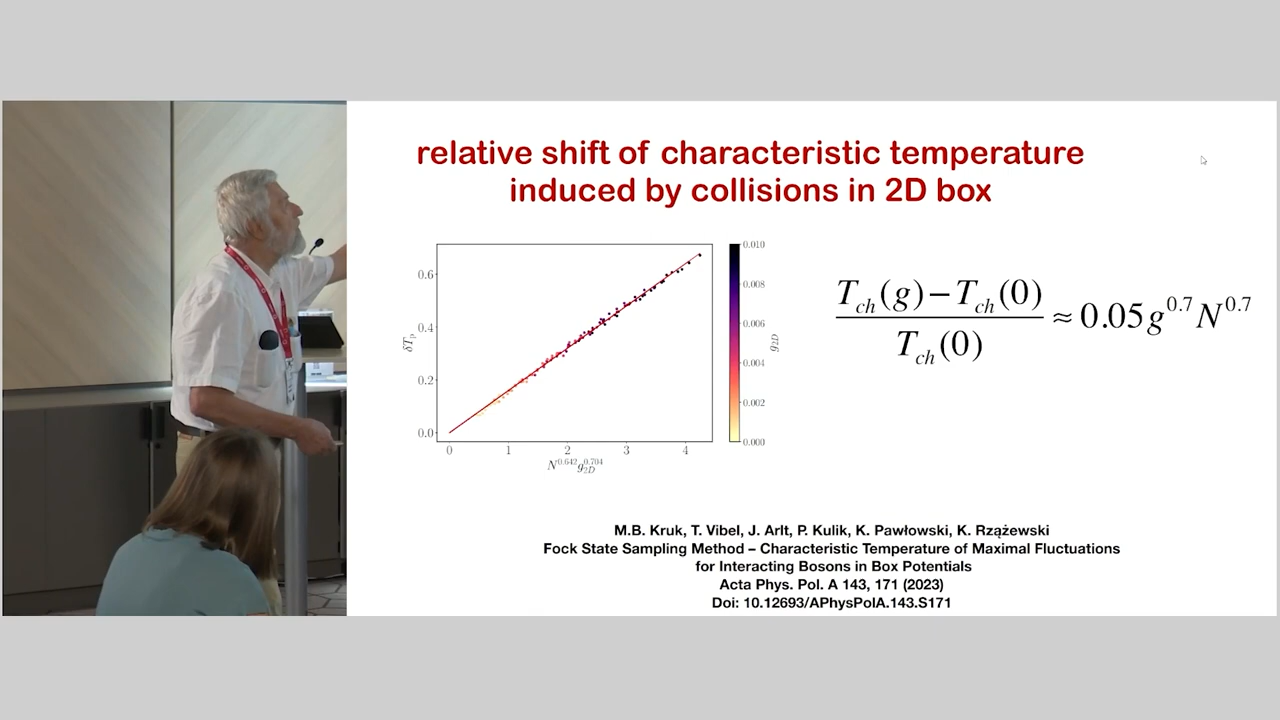 relative shift of characteristic temperature
induced by collisions in 2D box
0.6
0.4
0.2
0.0
δT_p
0 1 2 3 4
N^0.642 g_2D^0.704
0.010
0.008
0.006
0.004
0.002
0.000
g_2D
T_ch(g) − T_ch(0)
T_ch(0)
≈ 0.05 g^0.7 N^0.7
M.B. Kruk, T. Vibel, J. Arlt, P. Kulik, K. Pawłowski, K. Rzążewski
Fock State Sampling Method – Characteristic Temperature of Maximal Fluctuations
for Interacting Bosons in Box Potentials
Acta Phys. Pol. A 143, 171 (2023)
Doi: 10.12693/APhysPolA.143.S171